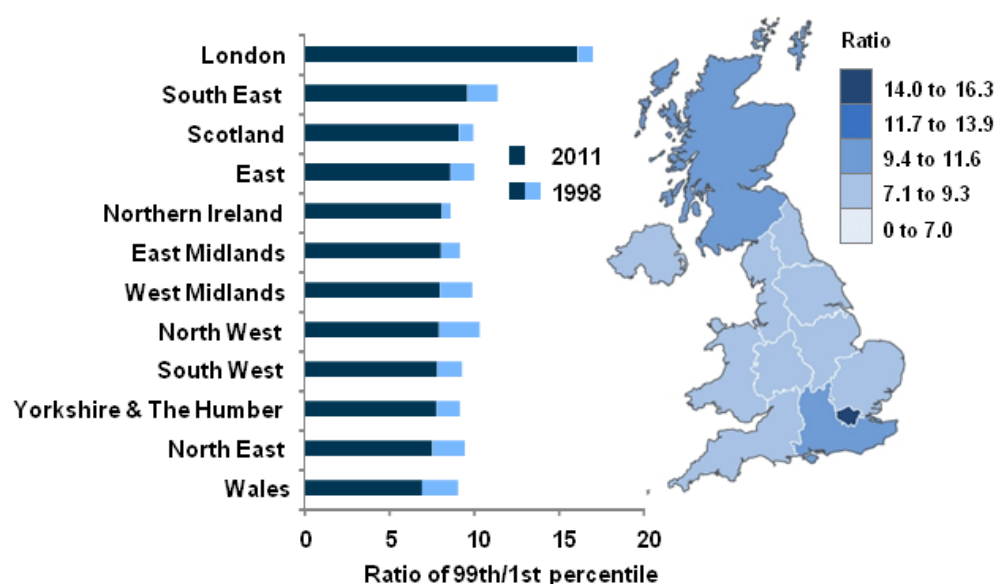 London
South East
Scotland
East
Northern Ireland
East Midlands
West Midlands
North West
South West
Yorkshire & The Humber
North East
Wales
0 5 10 15 20
Ratio of 99th/1st percentile
2011
1998
Ratio
14.0 to 16.3
11.7 to 13.9
9.4 to 11.6
7.1 to 9.3
0 to 7.0